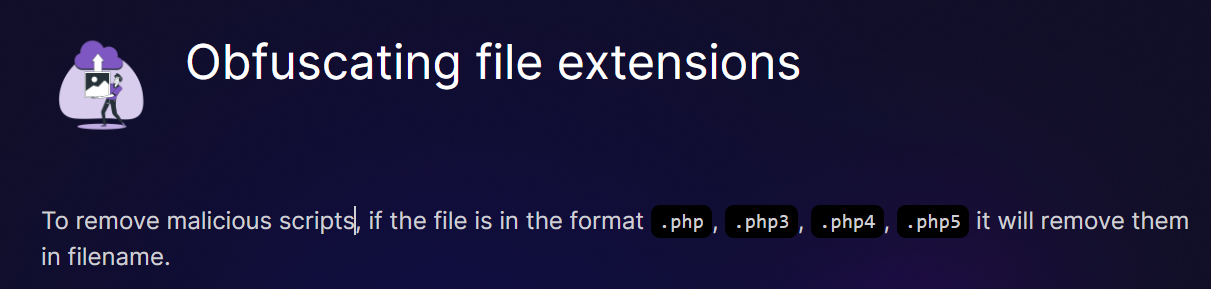 Obfuscating file extensions
To remove malicious scripts, if the file is in the format .php, .php3, .php4, .php5 it will remove them
in filename.